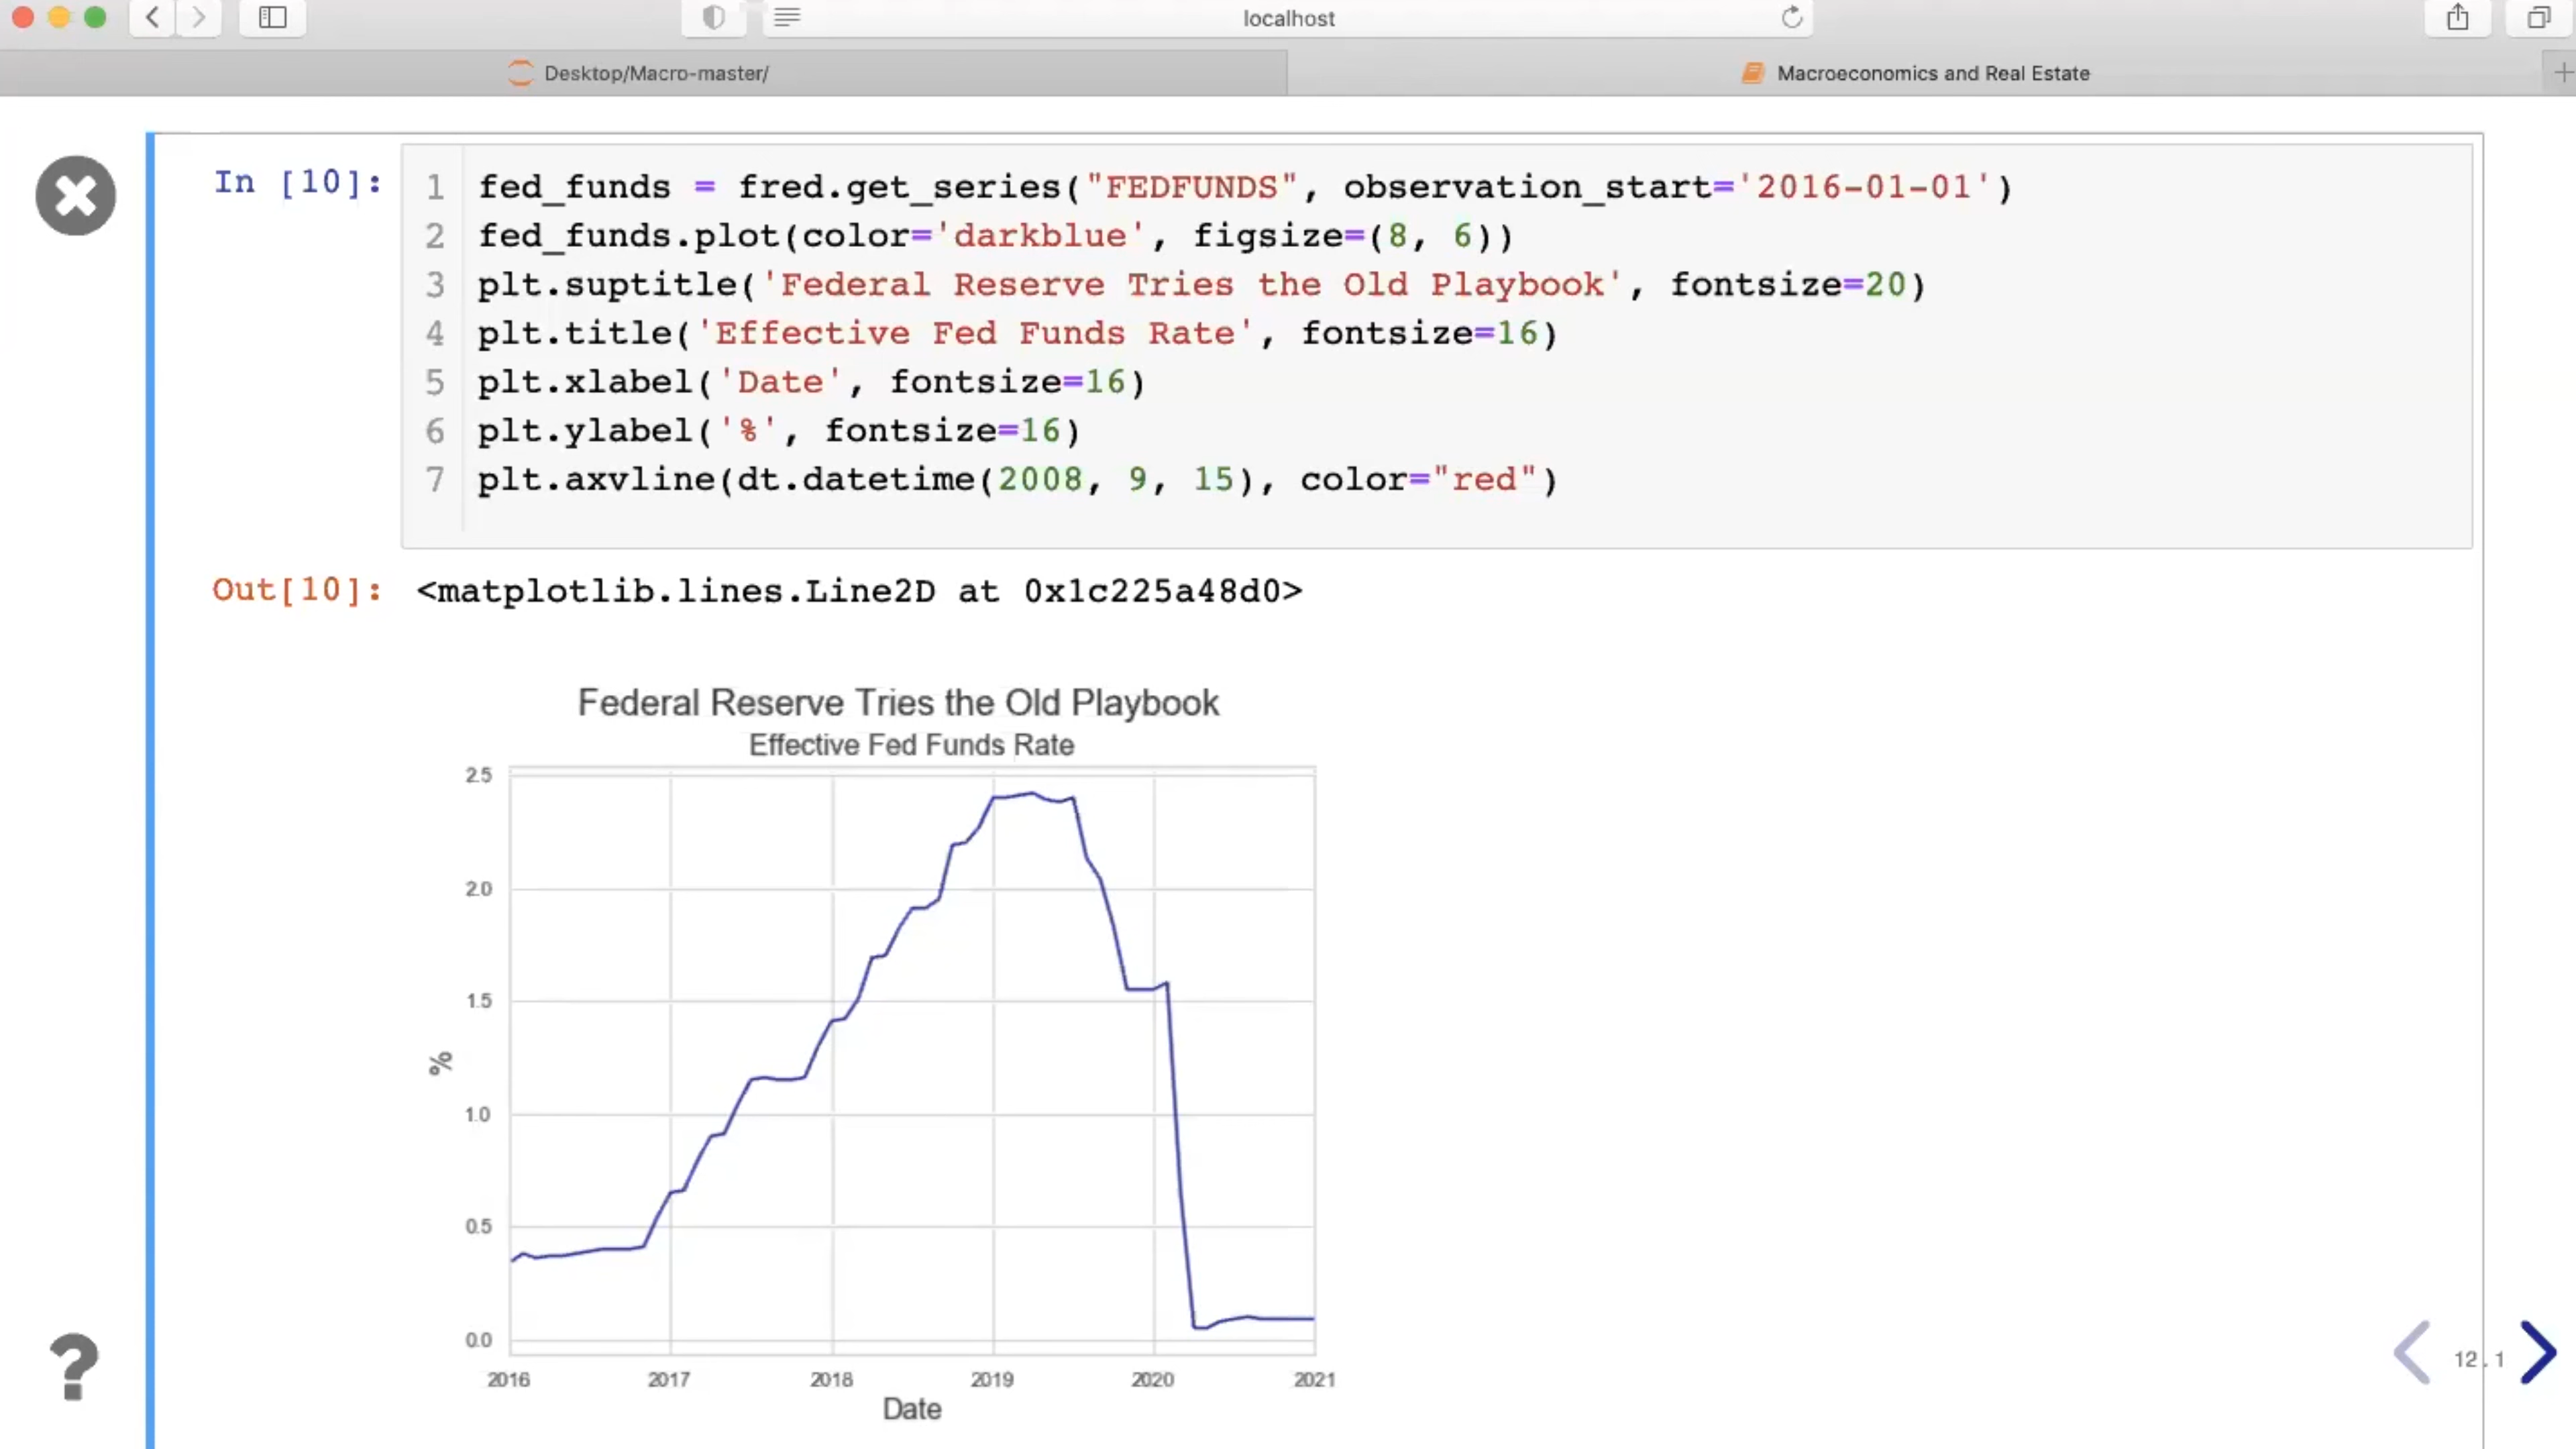 localhost
Desktop/Macro-master/
Macroeconomics and Real Estate
In [10]:
1 fed_funds = fred.get_series("FEDFUNDS", observation_start='2016-01-01')
2 fed_funds.plot(color='darkblue', figsize=(8, 6))
3 plt.suptitle('Federal Reserve Tries the Old Playbook', fontsize=20)
4 plt.title('Effective Fed Funds Rate', fontsize=16)
5 plt.xlabel('Date', fontsize=16)
6 plt.ylabel('%', fontsize=16)
7 plt.axvline(dt.datetime(2008, 9, 15), color="red")
Out[10]: <matplotlib.lines.Line2D at 0x1c225a48d0>
Federal Reserve Tries the Old Playbook
Effective Fed Funds Rate
2.5
2.0
1.5
%
1.0
0.5
0.0
2016 2017 2018 2019 2020 2021
Date
?
12.1